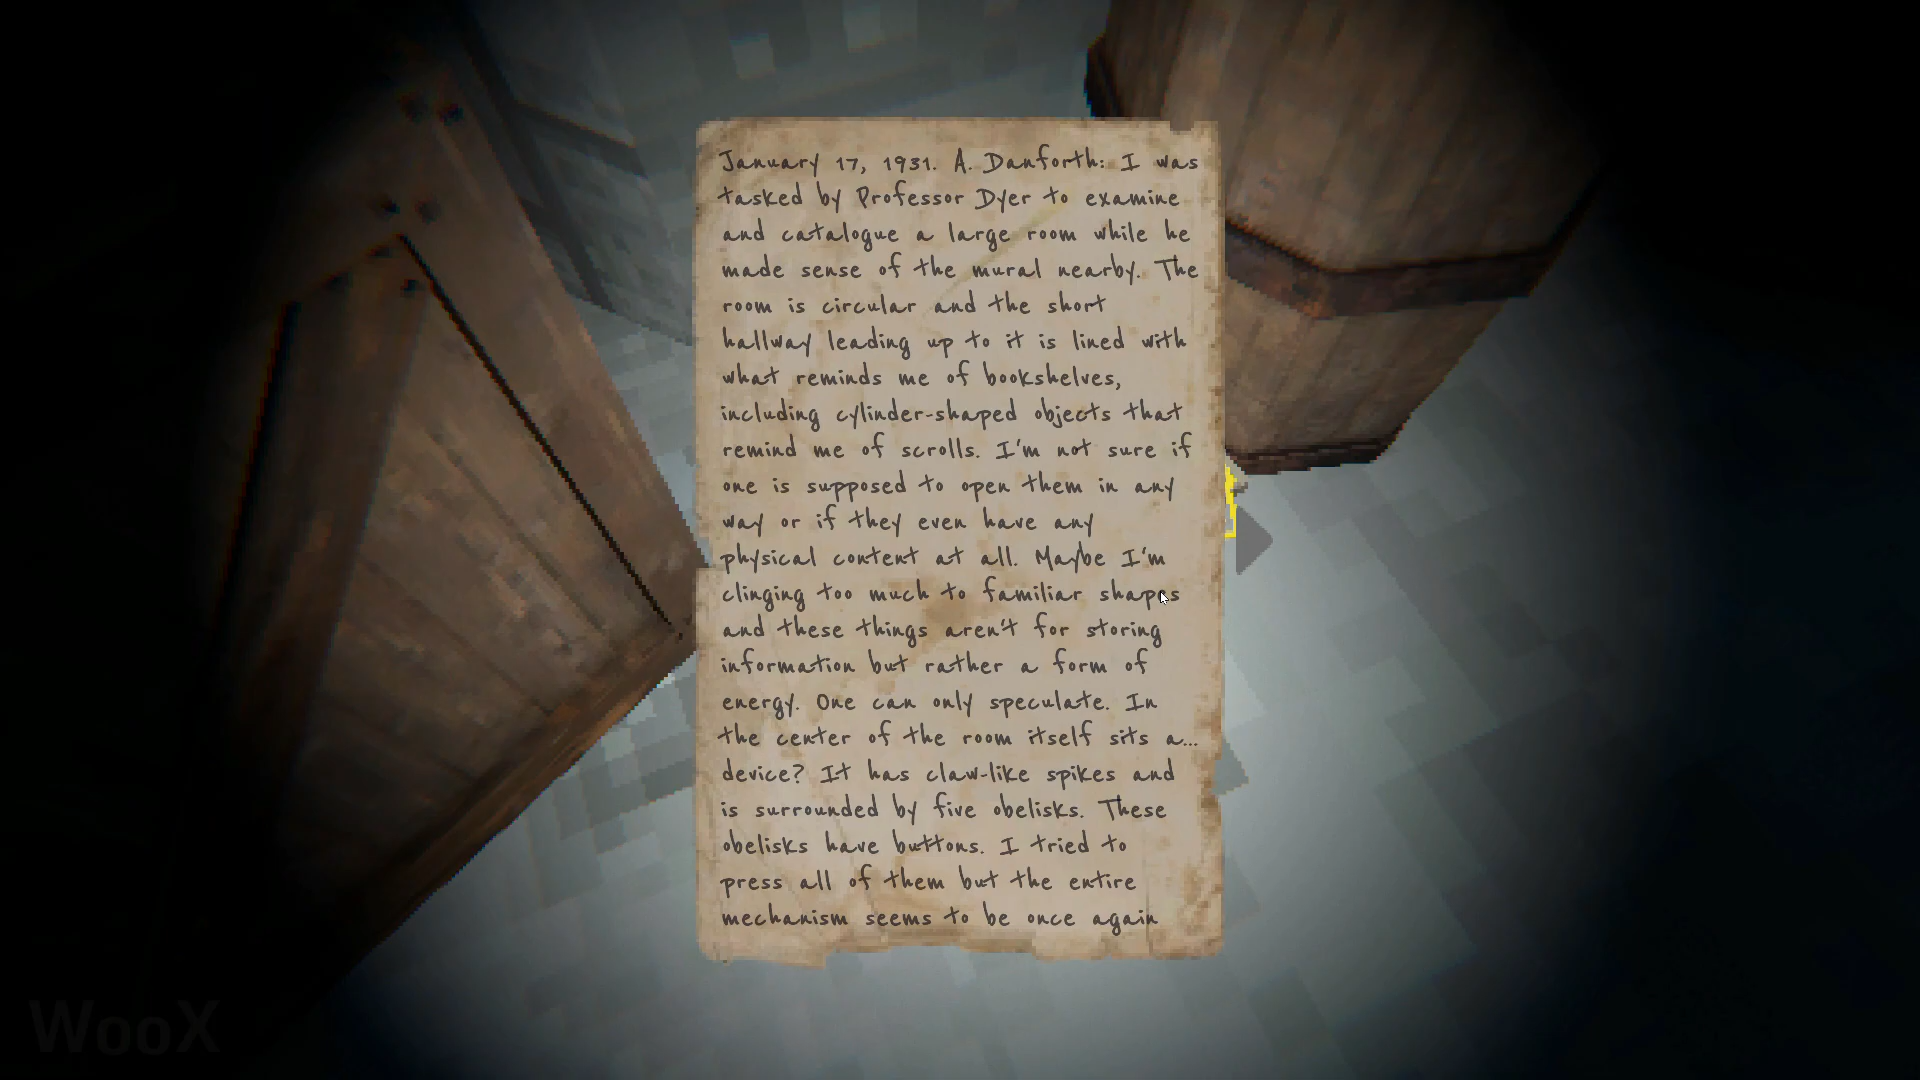 January 17, 1931. A. Danforth: I was
tasked by Professor Dyer to examine
and catalogue a large room while he
made sense of the mural nearby. The
room is circular and the short
hallway leading up to it is lined with
what reminds me of bookshelves,
including cylinder-shaped objects that
remind me of scrolls. I'm not sure if
one is supposed to open them in any
way or if they even have any
physical content at all. Maybe I'm
clinging too much to familiar shapes
and these things aren't for storing
information but rather a form of
energy. One can only speculate. In
the center of the room itself sits a...
device? It has claw-like spikes and
is surrounded by five obelisks. These
obelisks have buttons. I tried to
press all of them but the entire
mechanism seems to be once again
WooX